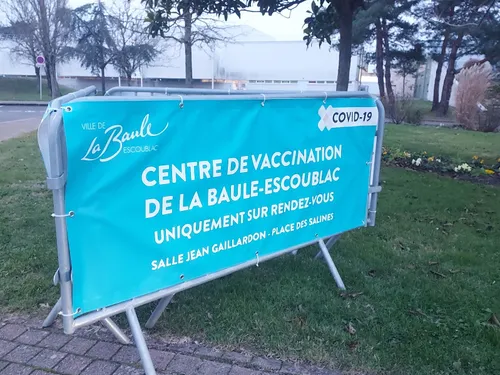 VILLE DE
La Baule
ESCOUBLAC
COVID-19
CENTRE DE VACCINATION
DE LA BAULE-ESCOUBLAC
UNIQUEMENT SUR RENDEZ-VOUS
SALLE JEAN GAILLARDON - PLACE DES SALINES